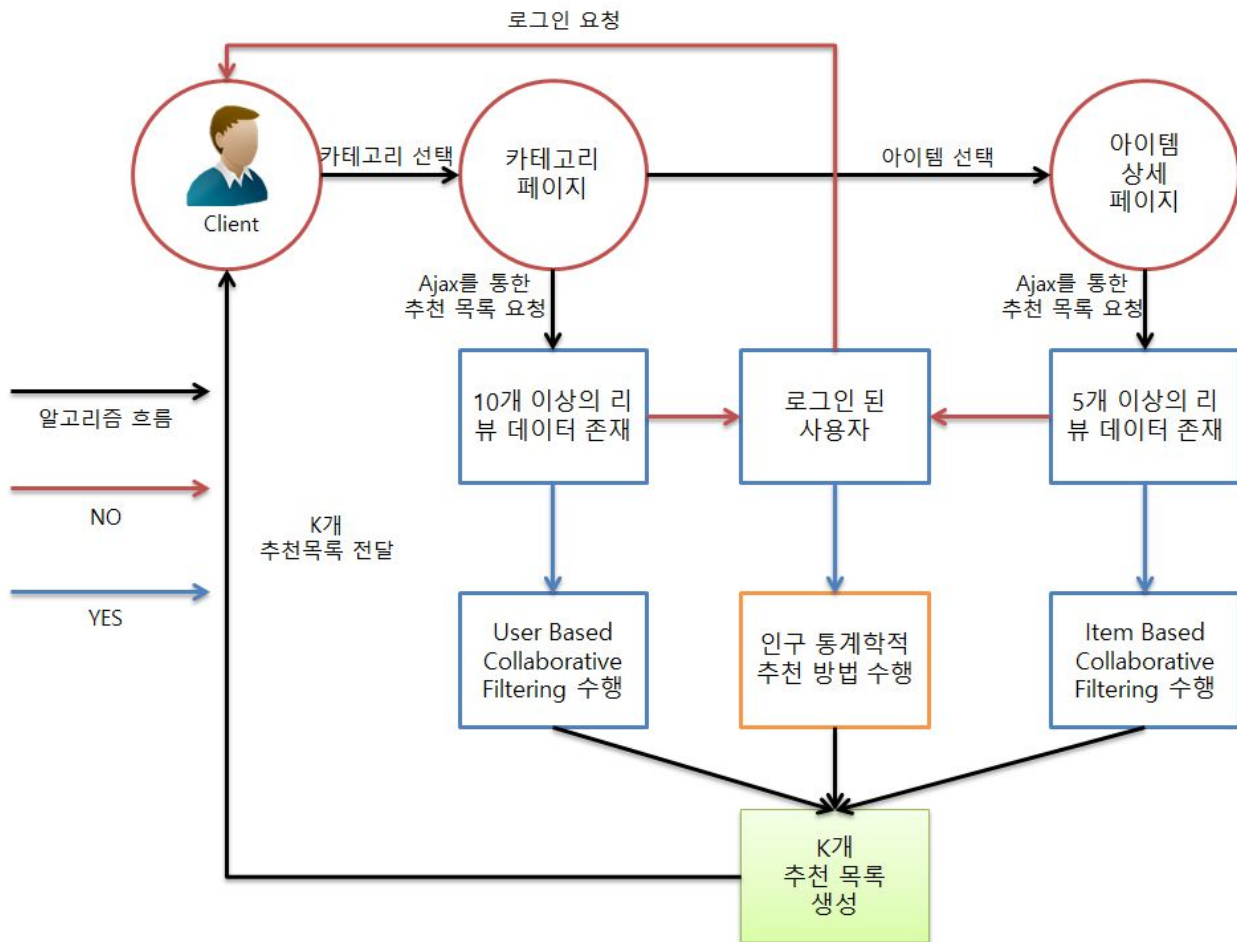 로그인 요청
Client
카테고리 선택
카테고리
페이지
아이템 선택
아이템
상세
페이지
Ajax를 통한
추천 목록 요청
Ajax를 통한
추천 목록 요청
10개 이상의 리
뷰 데이터 존재
로그인 된
사용자
5개 이상의 리
뷰 데이터 존재
알고리즘 흐름
NO
YES
K개
추천목록 전달
User Based
Collaborative
Filtering 수행
인구 통계학적
추천 방법 수행
Item Based
Collaborative
Filtering 수행
K개
추천 목록
생성